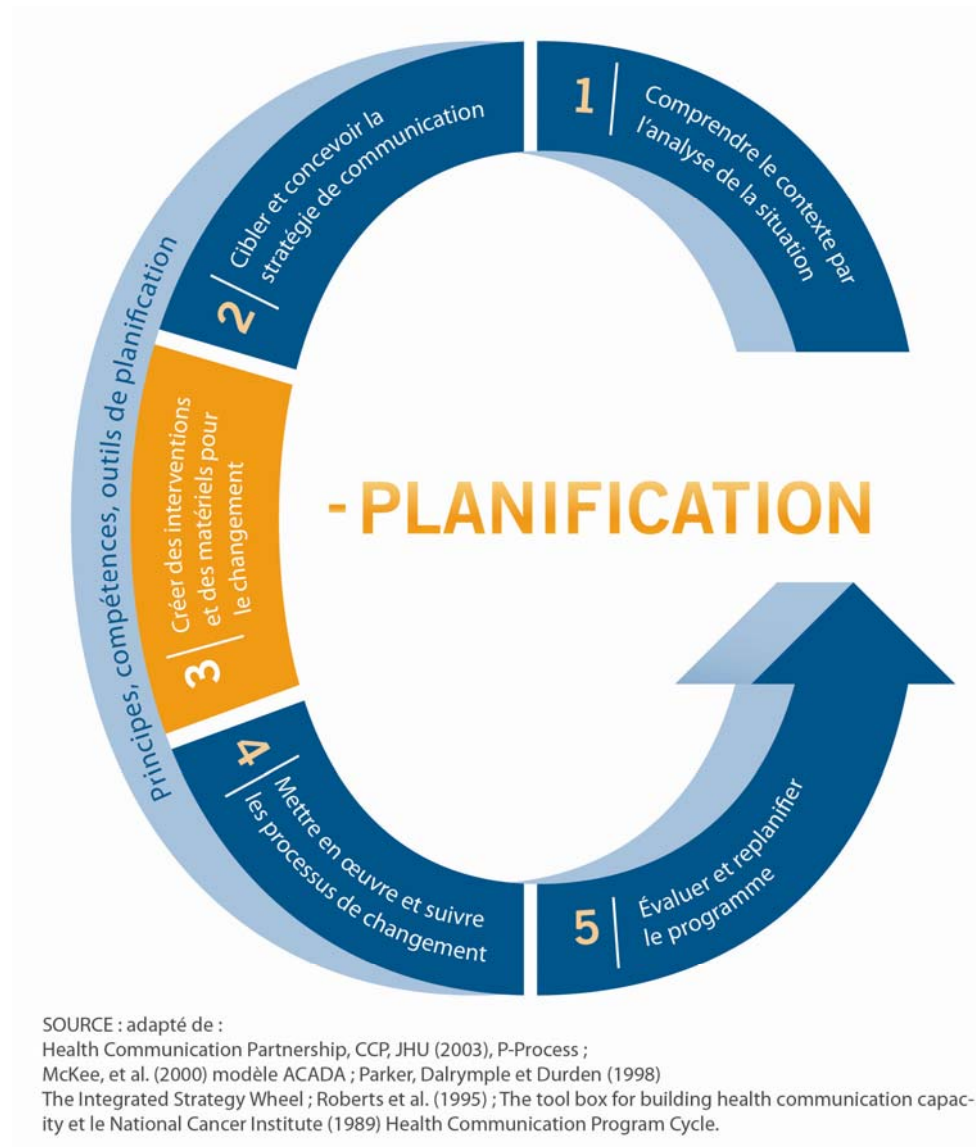 1
Comprendre le contexte par
l'analyse de la situation
2
Cibler et concevoir la
stratégie de communication
3
Créer des interventions
et des matériels pour
le changement
4
Mettre en œuvre et suivre
les processus de changement
5
Évaluer et replanifier
le programme
Principes, compétences, outils de planification
-PLANIFICATION
SOURCE : adapté de :
Health Communication Partnership, CCP, JHU (2003), P-Process ;
McKee, et al. (2000) modèle ACADA ; Parker, Dalrymple et Durden (1998)
The Integrated Strategy Wheel ; Roberts et al. (1995) ; The tool box for building health communication capac-
ity et le National Cancer Institute (1989) Health Communication Program Cycle.